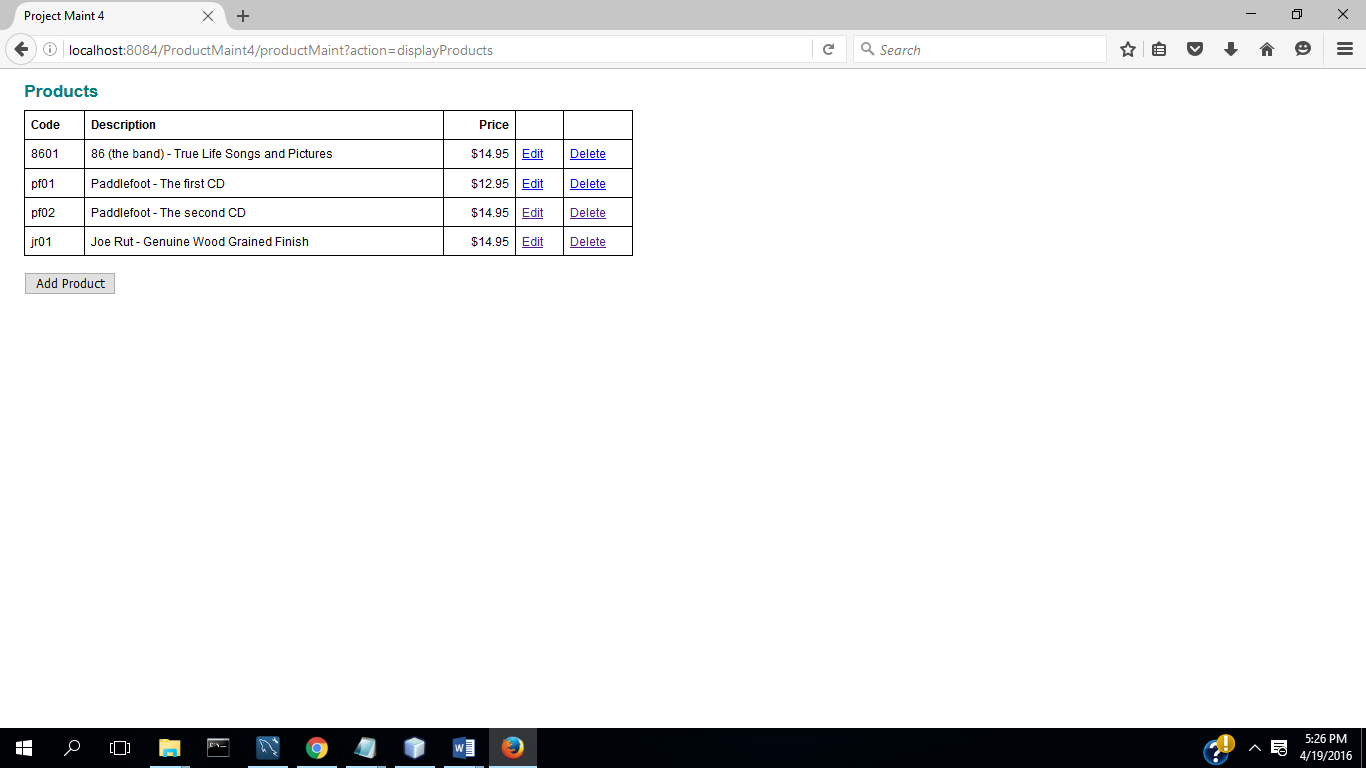 Project Maint 4
localhost:8084/ProductMaint4/productMaint?action=displayProducts
Search
Products
Code Description Price
8601 86 (the band) - True Life Songs and Pictures $14.95 Edit Delete
pf01 Paddlefoot - The first CD $12.95 Edit Delete
pf02 Paddlefoot - The second CD $14.95 Edit Delete
jr01 Joe Rut - Genuine Wood Grained Finish $14.95 Edit Delete
Add Product
5:26 PM
4/19/2016